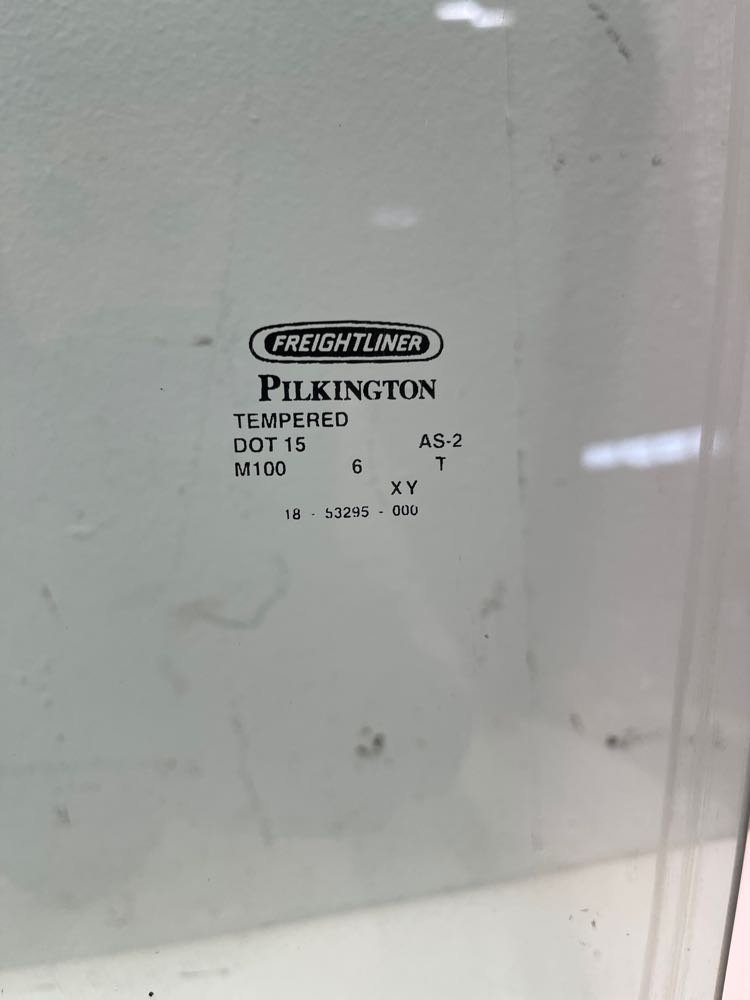 FREIGHTLINER
PILKINGTON
TEMPERED
DOT 15 AS-2
M100 6 T
XY
18 - 53295 - 000